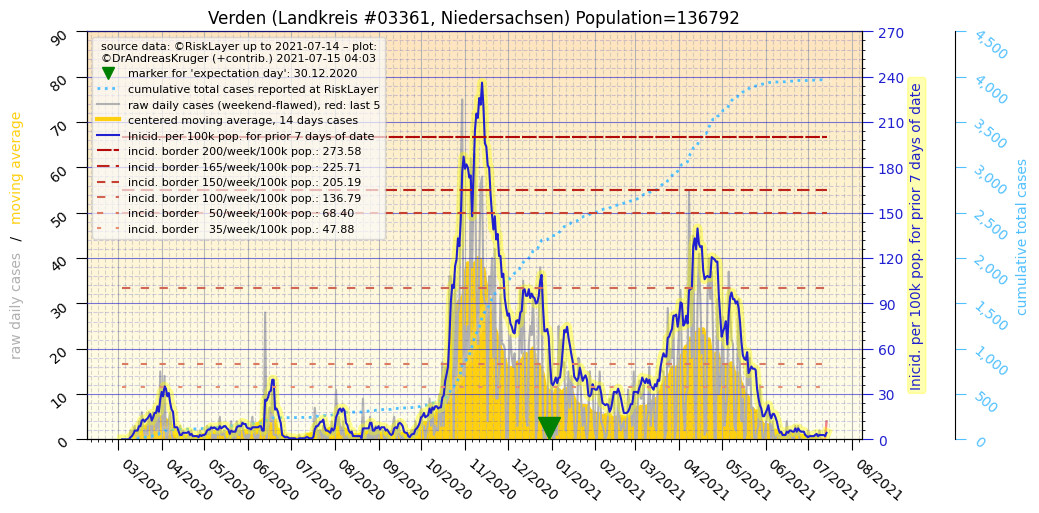 Verden (Landkreis #03361, Niedersachsen) Population=136792
source data: ©RiskLayer up to 2021-07-14 – plot:
©DrAndreasKruger (+contrib.) 2021-07-15 04:03
marker for 'expectation day': 30.12.2020
cumulative total cases reported at RiskLayer
raw daily cases (weekend-flawed), red: last 5
centered moving average, 14 days cases
Inicid. per 100k pop. for prior 7 days of date
incid. border 200/week/100k pop.: 273.58
incid. border 165/week/100k pop.: 225.71
incid. border 150/week/100k pop.: 205.19
incid. border 100/week/100k pop.: 136.79
incid. border   50/week/100k pop.: 68.40
incid. border   35/week/100k pop.: 47.88
raw daily cases / moving average
90
80
70
60
50
40
30
20
10
0
270
240
210
180
150
120
90
60
30
0
Inicid. per 100k pop. for prior 7 days of date
4,500
4,000
3,500
3,000
2,500
2,000
1,500
1,000
500
0
cumulative total cases
03/2020
04/2020
05/2020
06/2020
07/2020
08/2020
09/2020
10/2020
11/2020
12/2020
01/2021
02/2021
03/2021
04/2021
05/2021
06/2021
07/2021
08/2021